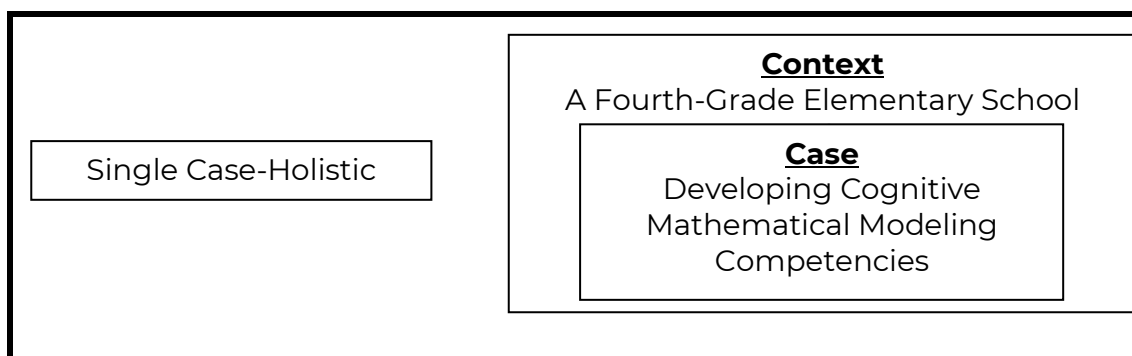 Single Case-Holistic
Context
A Fourth-Grade Elementary School
Case
Developing Cognitive
Mathematical Modeling
Competencies